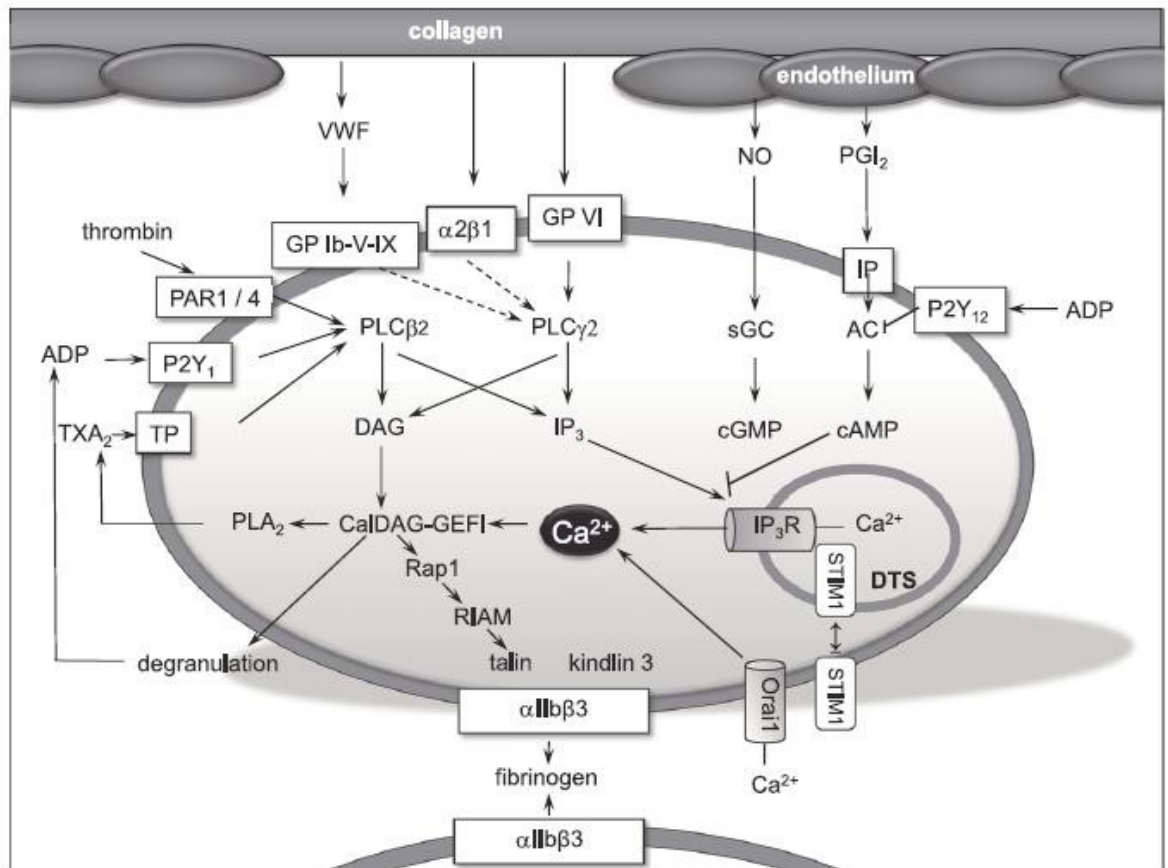 collagen
endothelium
VWF
NO
PGI₂
thrombin
GP Ib-V-IX
α2β1
GP VI
IP
PAR1 / 4
P2Y₁₂
ADP
PLCβ2
PLCγ2
sGC
AC
ADP
P2Y₁
TXA₂
TP
DAG
IP₃
cGMP
cAMP
PLA₂
CalDAG-GEFI
Ca²⁺
IP₃R
Ca²⁺
Rap1
STIM1
DTS
RIAM
degranulation
talin
kindlin 3
Orai1
STIM1
αIIbβ3
fibrinogen
Ca²⁺
αIIbβ3